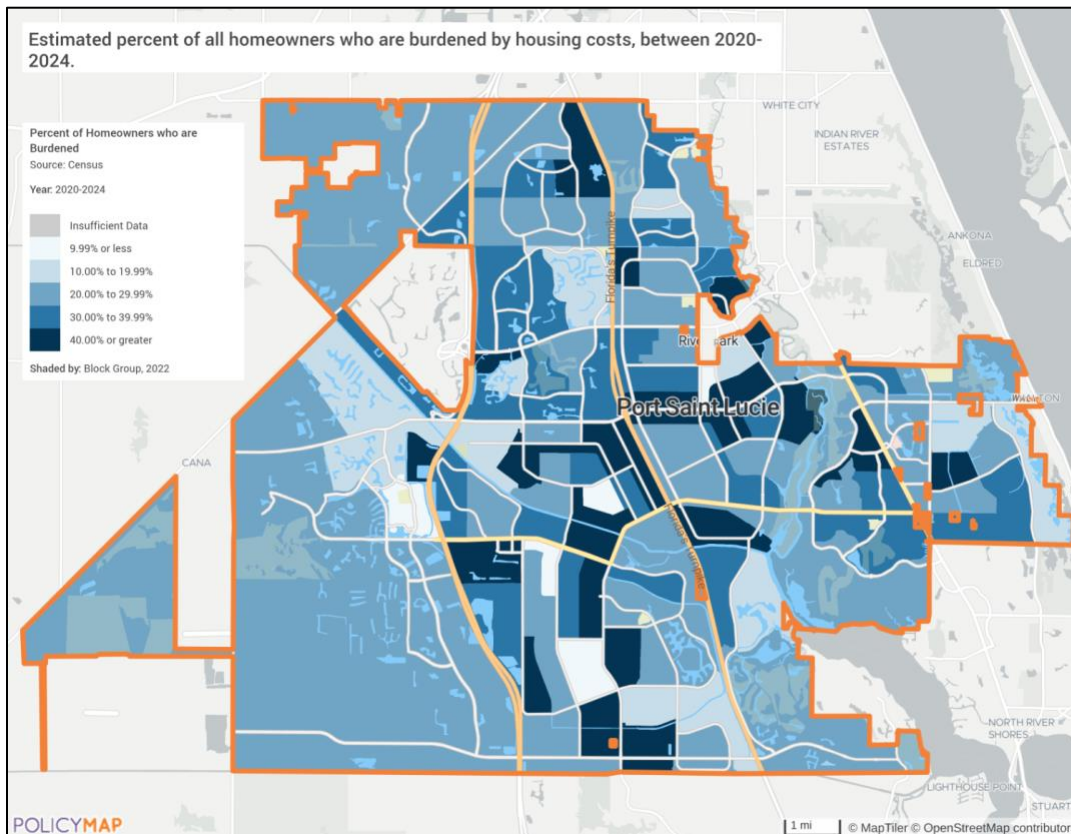 Estimated percent of all homeowners who are burdened by housing costs, between 2020-
2024.
Percent of Homeowners who are
Burdened
Source: Census
Year: 2020-2024
Insufficient Data
9.99% or less
10.00% to 19.99%
20.00% to 29.99%
30.00% to 39.99%
40.00% or greater
Shaded by: Block Group, 2022
WHITE CITY
INDIAN RIVER
ESTATES
ANKONA
ELDRED
Florida's Turnpike
Port Saint Lucie
CANA
Florida's Turnpike
NORTH RIVER
SHORES
LIGHTHOUSE POINT
STUART
POLICYMAP
1 mi
© MapTiler © OpenStreetMap contributor